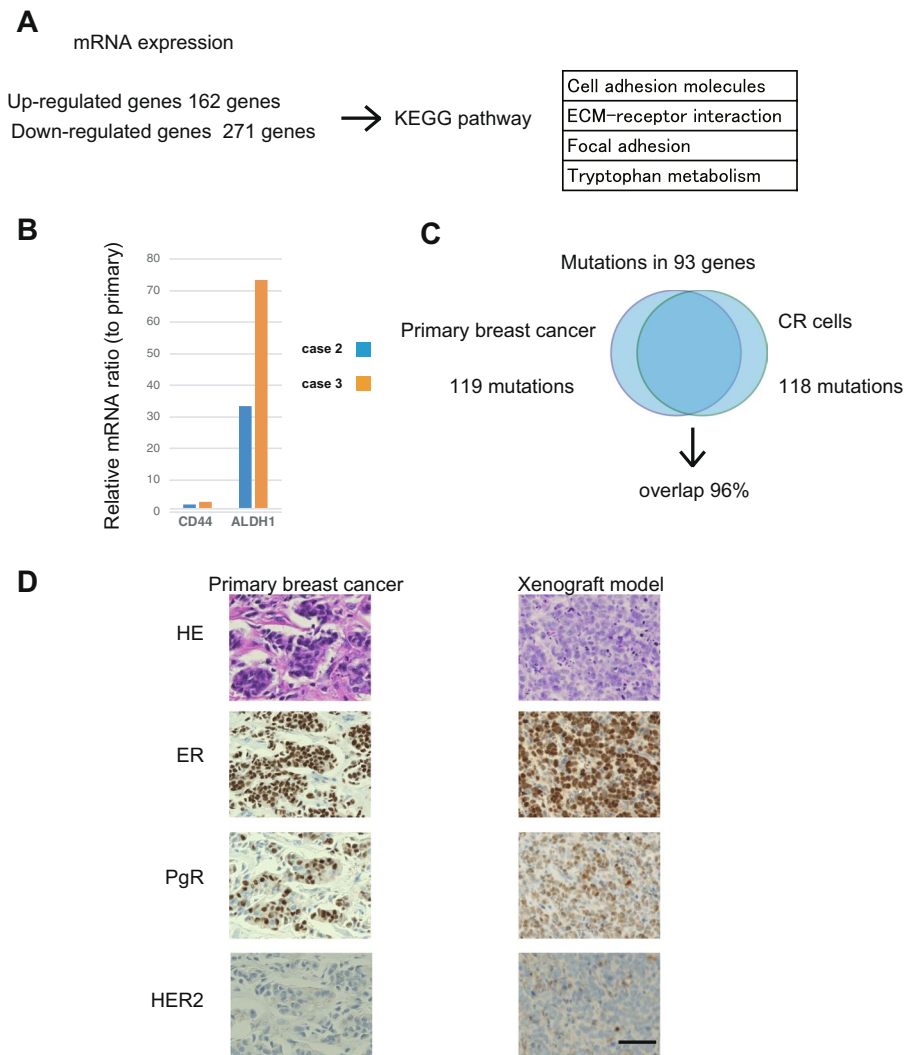 A
mRNA expression
Up-regulated genes 162 genes
Down-regulated genes 271 genes
KEGG pathway
Cell adhesion molecules
ECM-receptor interaction
Focal adhesion
Tryptophan metabolism
B
Relative mRNA ratio (to primary)
80
70
60
50
40
30
20
10
0
CD44
ALDH1
case 2
case 3
C
Mutations in 93 genes
Primary breast cancer
119 mutations
CR cells
118 mutations
overlap 96%
D
Primary breast cancer
Xenograft model
HE
ER
PgR
HER2